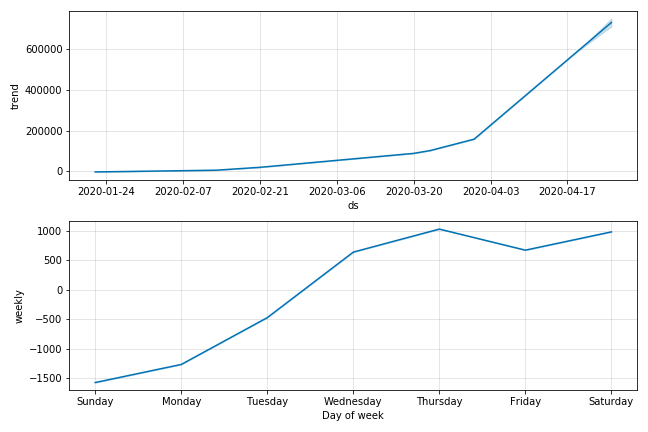 600000
400000
200000
0
trend
2020-01-24 2020-02-07 2020-02-21 2020-03-06 2020-03-20 2020-04-03 2020-04-17
ds
1000
500
0
−500
−1000
−1500
weekly
Sunday Monday Tuesday Wednesday Thursday Friday Saturday
Day of week